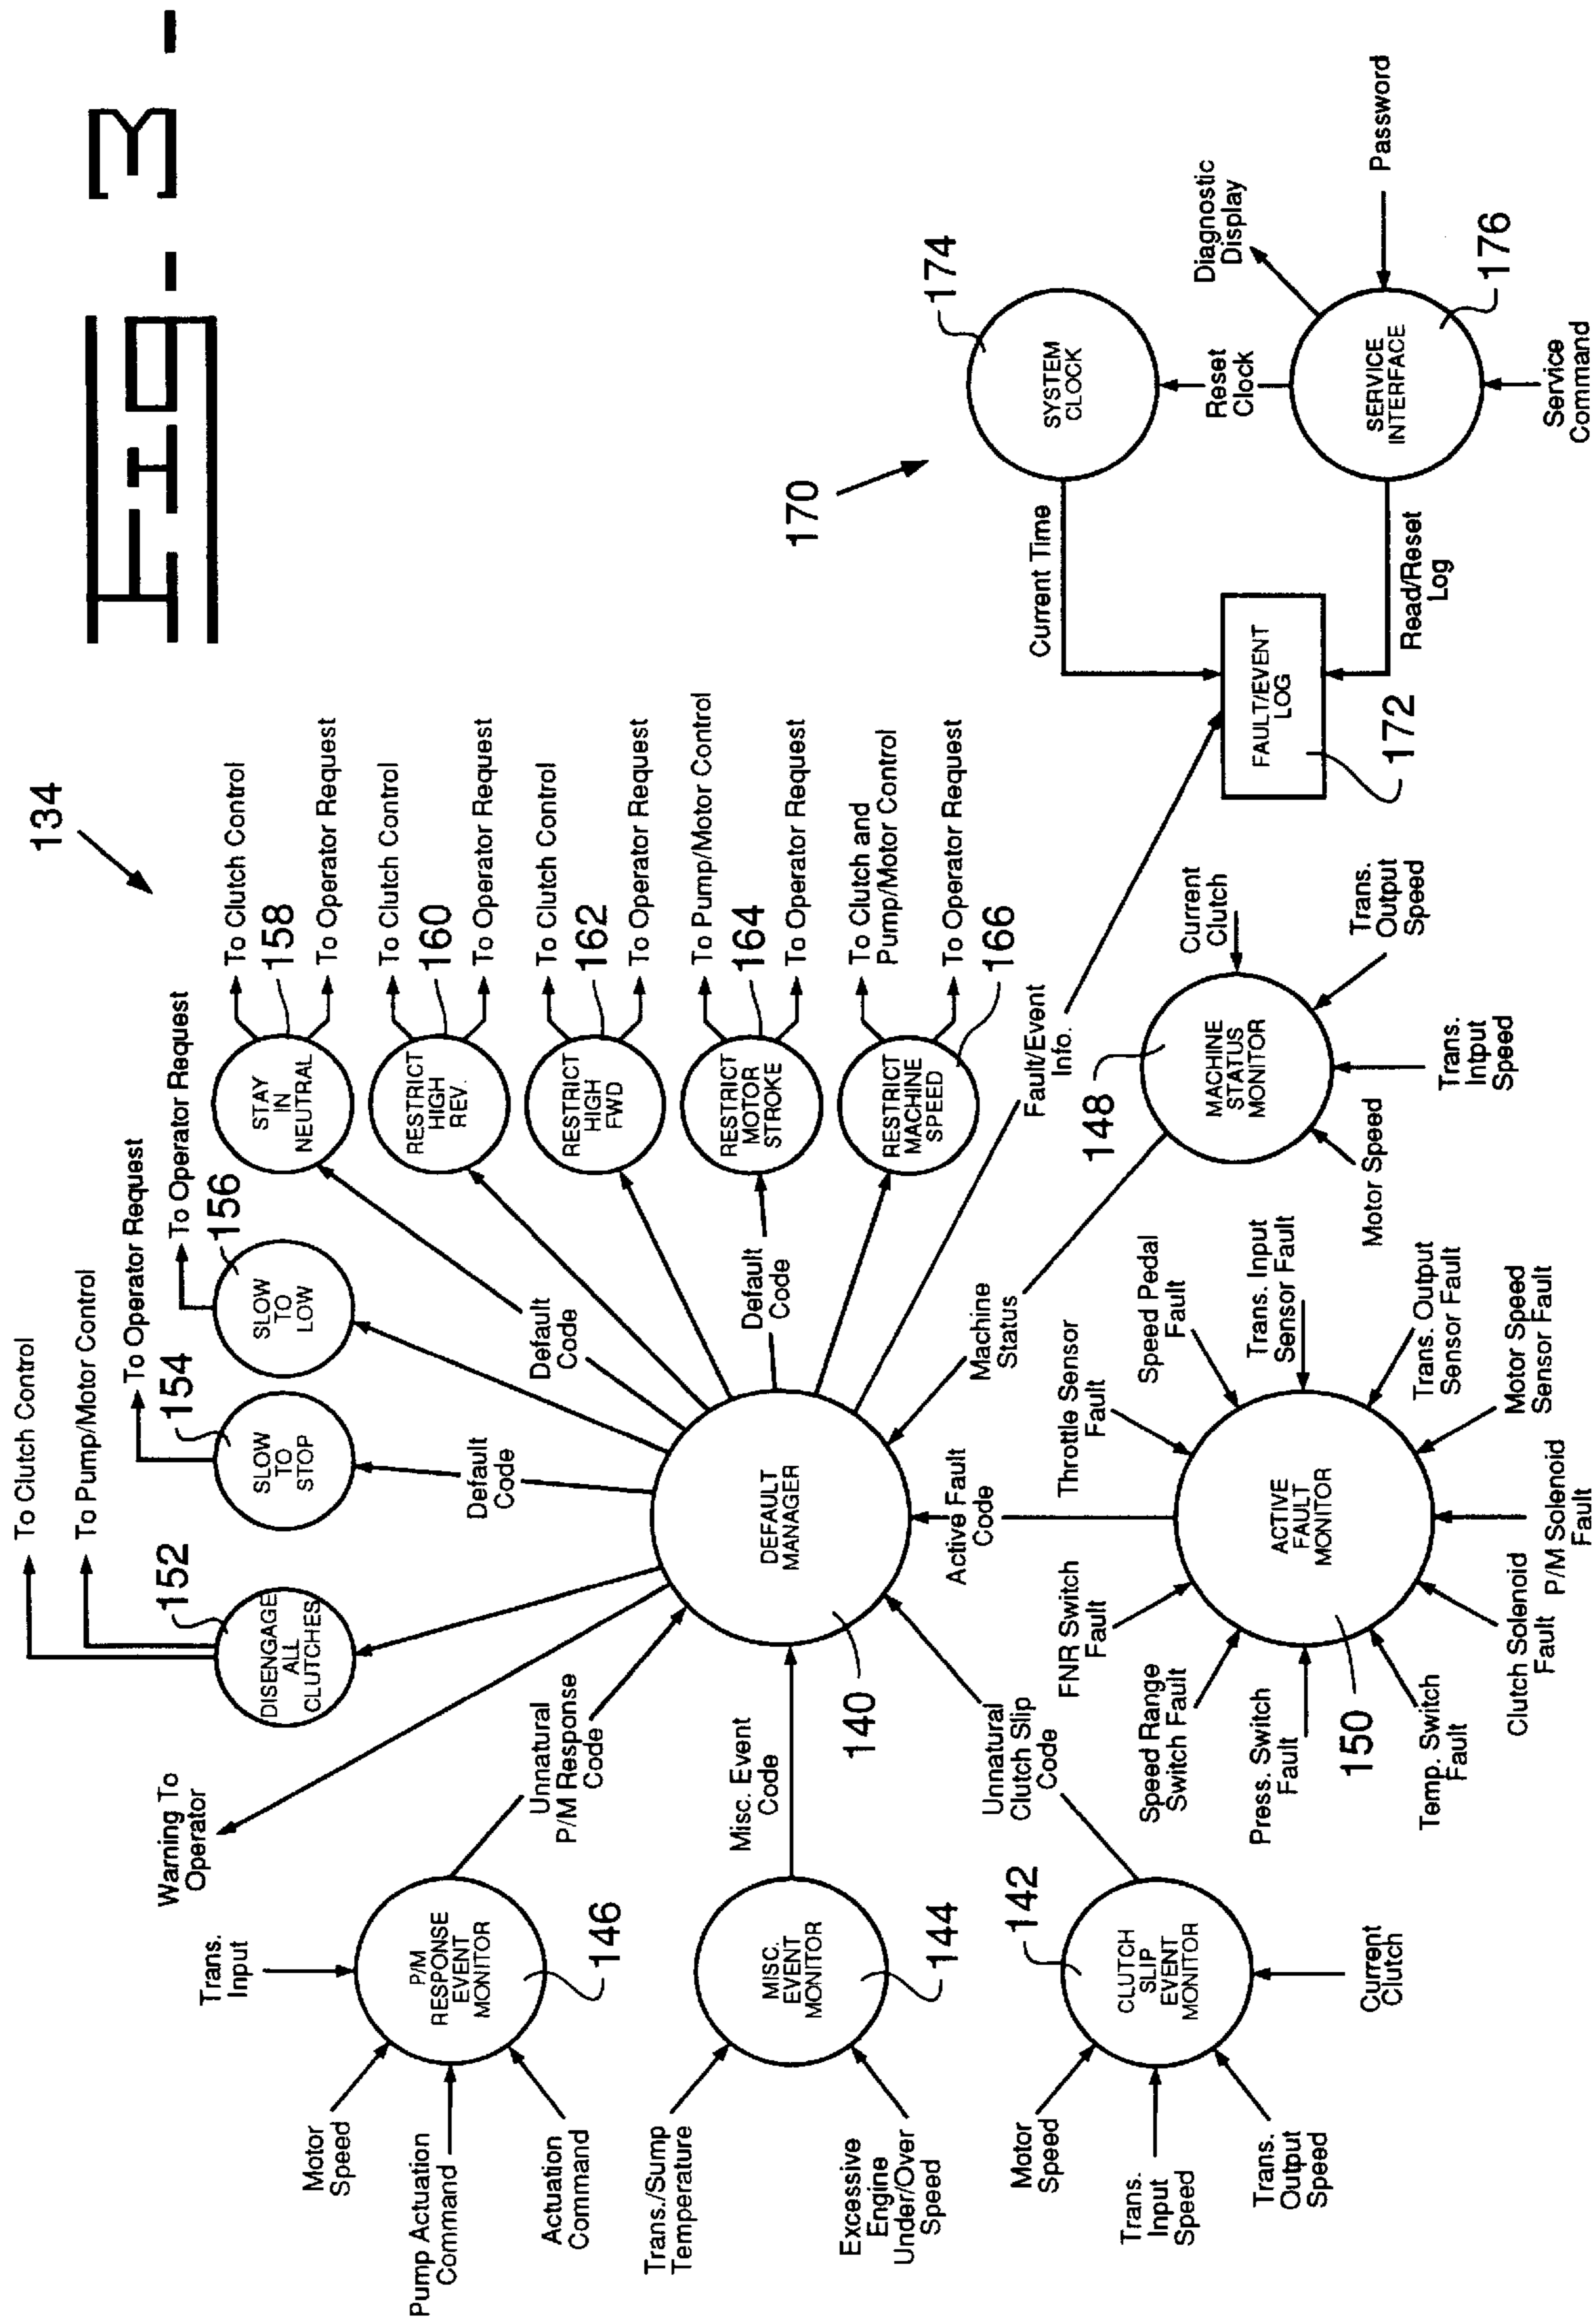 FIG - 3 -
134
To Clutch Control
To Pump/Motor Control
152
DISENGAGE
ALL
CLUTCHES
To Operator Request
154
SLOW
TO
STOP
To Operator Request
156
SLOW
TO
LOW
To Clutch Control
158
To Operator Request
STAY
IN
NEUTRAL
To Clutch Control
160
To Operator Request
RESTRICT
HIGH
REV.
To Clutch Control
162
To Operator Request
RESTRICT
HIGH
FWD
To Pump/Motor Control
164
To Operator Request
RESTRICT
MOTOR
STROKE
To Clutch and
Pump/Motor Control
To Operator Request
166
RESTRICT
MACHINE
SPEED
Warning To
Operator
Default
Code
Default
Code
Default
Code
Trans.
Input
Motor
Speed
Pump Actuation
Command
Actuation
Command
P/M
RESPONSE
EVENT
MONITOR
146
Unnatural
P/M Response
Code
DEFAULT
MANAGER
140
Trans./Sump
Temperature
Excessive
Engine
Under/Over
Speed
MISC.
EVENT
MONITOR
144
Misc. Event
Code
Motor
Speed
Trans.
Input
Speed
Trans.
Output
Speed
Current
Clutch
CLUTCH
SLIP
EVENT
MONITOR
142
Unnatural
Clutch Slip
Code
Active Fault
Code
FNR Switch
Fault
Speed Range
Switch Fault
Press. Switch
Fault
150
Temp. Switch
Fault
Clutch Solenoid
Fault
P/M Solenoid
Fault
Motor Speed
Sensor Fault
Trans. Output
Sensor Fault
Trans. Input
Sensor Fault
Speed Pedal
Fault
Throttle Sensor
Fault
ACTIVE
FAULT
MONITOR
Machine
Status
Fault/Event
Info.
148
MACHINE
STATUS
MONITOR
Current
Clutch
Trans.
Output
Speed
Trans.
Intput
Speed
Motor Speed
170
Current Time
174
SYSTEM
CLOCK
FAULT/EVENT
LOG
172
Reset
Clock
Read/Reset
Log
Diagnostic
Display
SERVICE
INTERFACE
176
Password
Service
Command